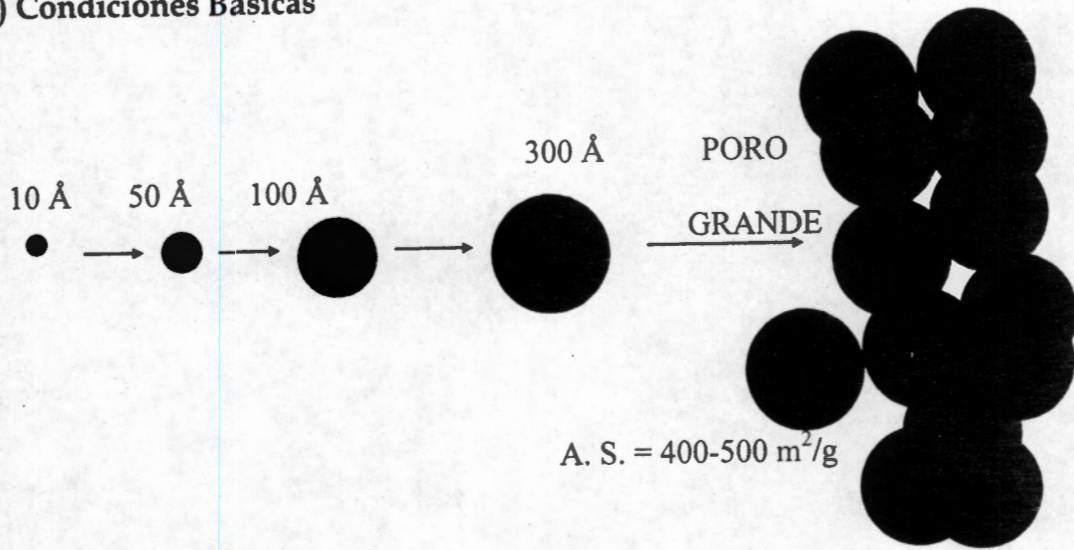 ) Condiciones Básicas
300 Å
PORO
10 Å
50 Å
100 Å
GRANDE
A. S. = 400-500 m²/g